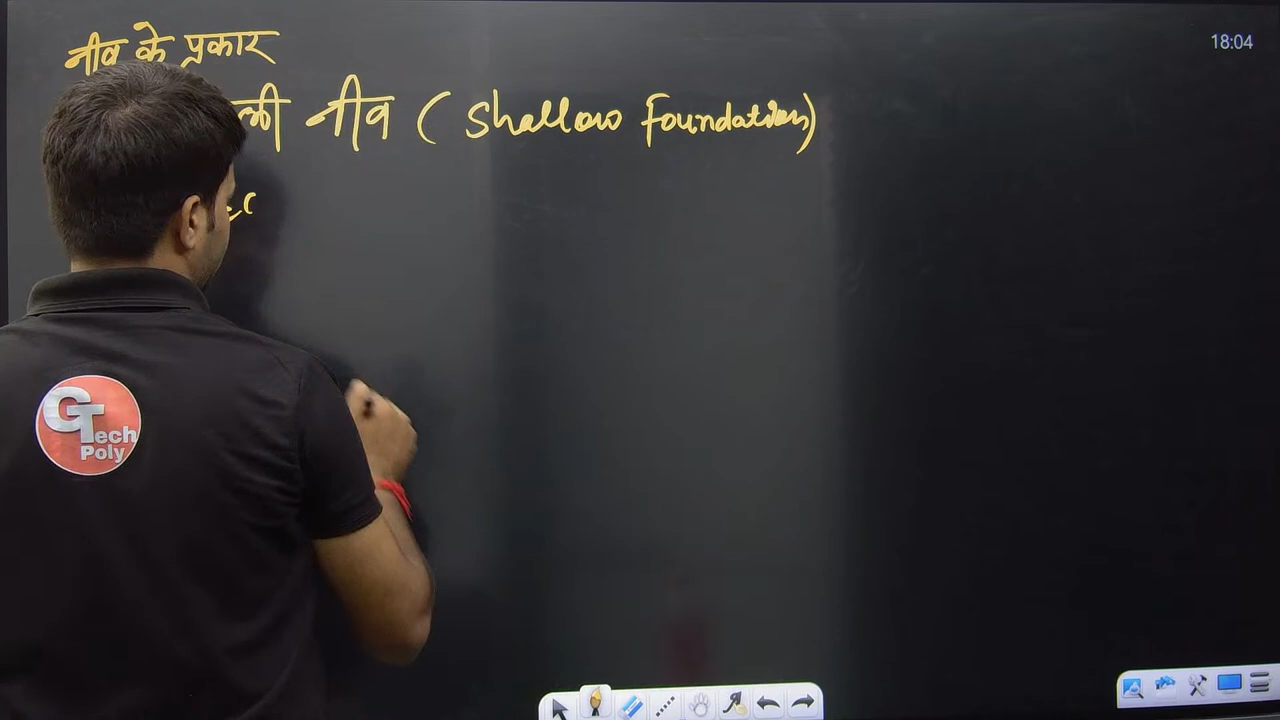 18:04
नीव के प्रकार
नीव ( Shallow Foundation)
GTech
Poly